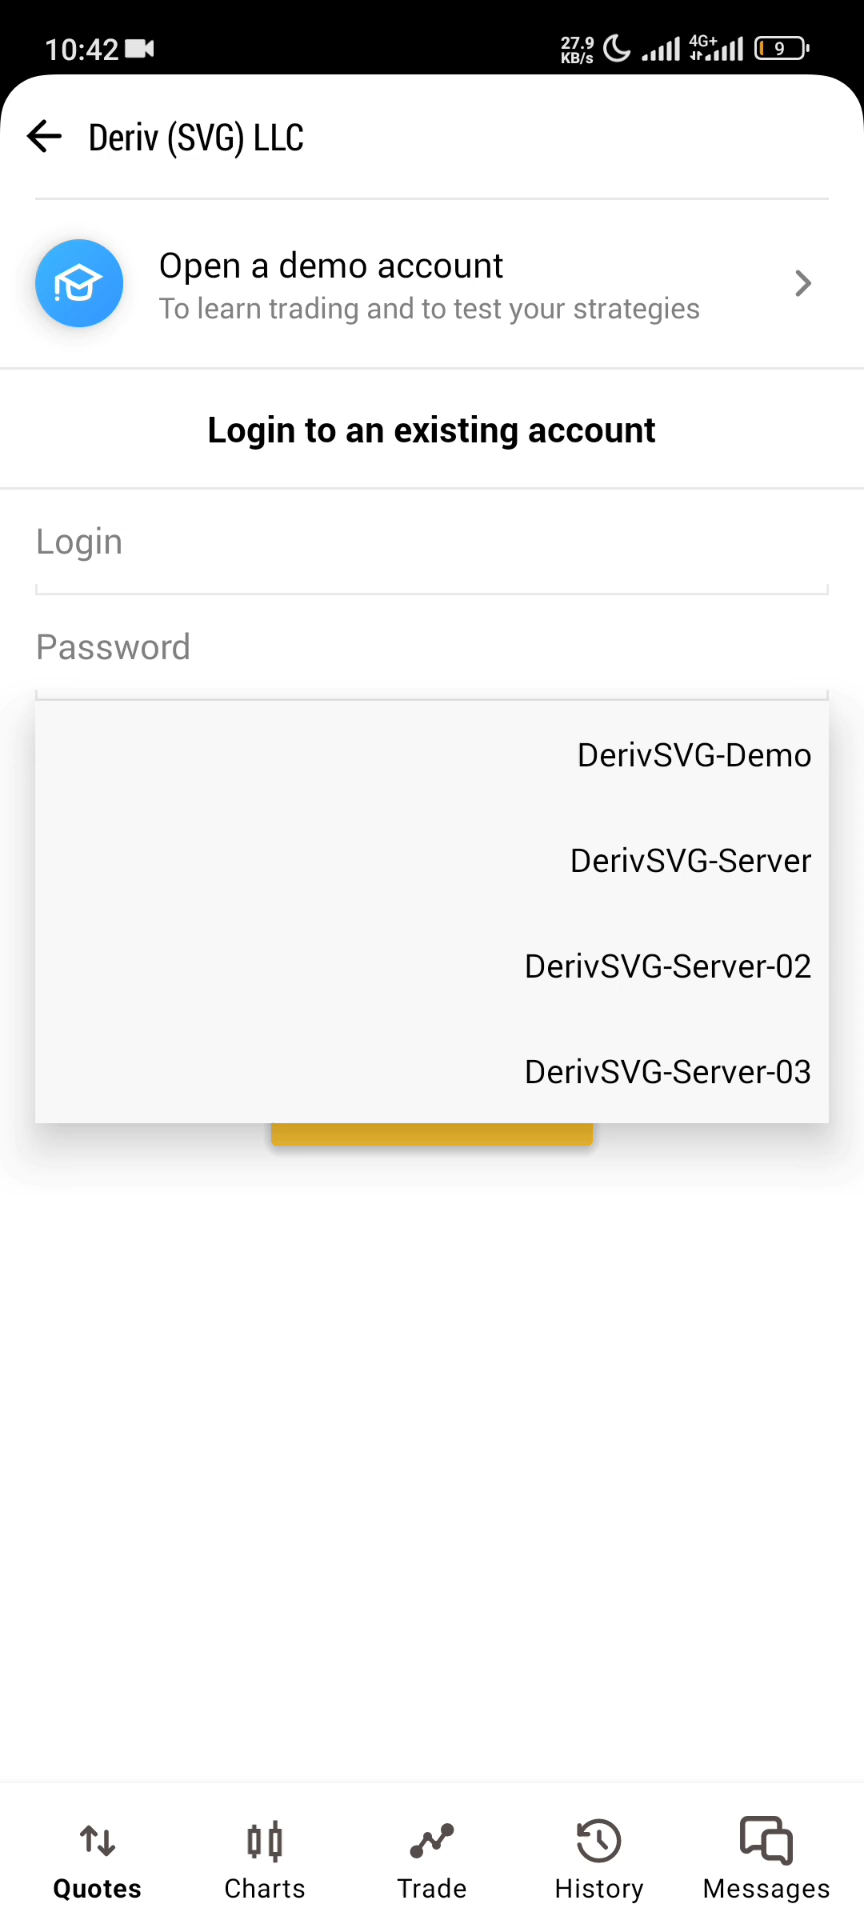 10:42
27.9
KB/s
4G+
9
Deriv (SVG) LLC
Open a demo account
To learn trading and to test your strategies
Login to an existing account
Login
Password
DerivSVG-Demo
DerivSVG-Server
DerivSVG-Server-02
DerivSVG-Server-03
Quotes
Charts
Trade
History
Messages